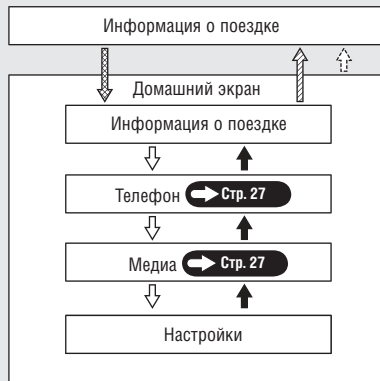 Информация о поездке
Домашний экран
Информация о поездке
Телефон Стр. 27
Медиа Стр. 27
Настройки